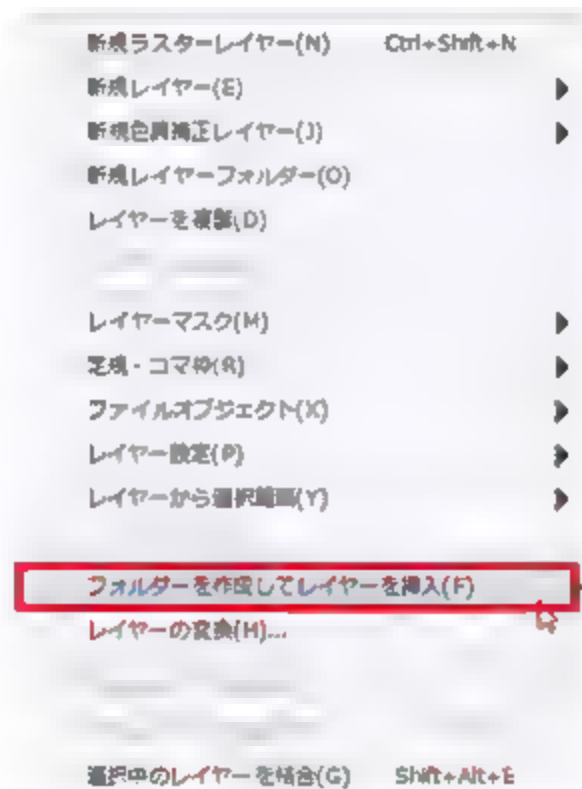 新規ラスターレイヤー(N) Ctrl+Shift+N
新規レイヤー(E)
新規色調補正レイヤー(J)
新規レイヤーフォルダー(O)
レイヤーを複製(D)
レイヤーマスク(M)
定規・コマ枠(R)
ファイルオブジェクト(X)
レイヤー設定(P)
レイヤーから選択範囲(Y)
フォルダーを作成してレイヤーを挿入(F)
レイヤーの変換(H)...
選択中のレイヤーを結合(G) Shift+Alt+E